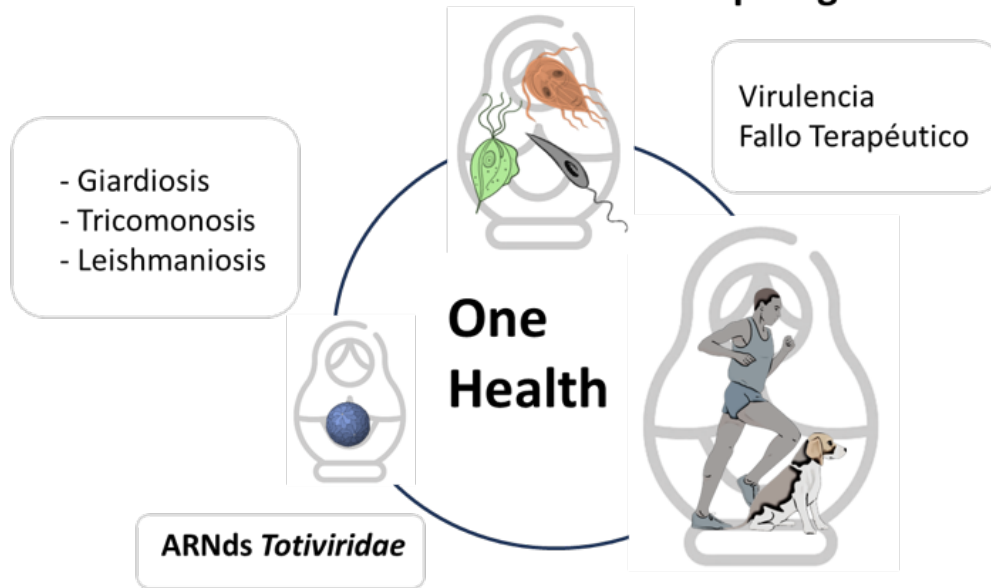 Virulencia
Fallo Terapéutico
- Giardiosis
- Tricomonosis
- Leishmaniosis
One
Health
ARNds Totiviridae